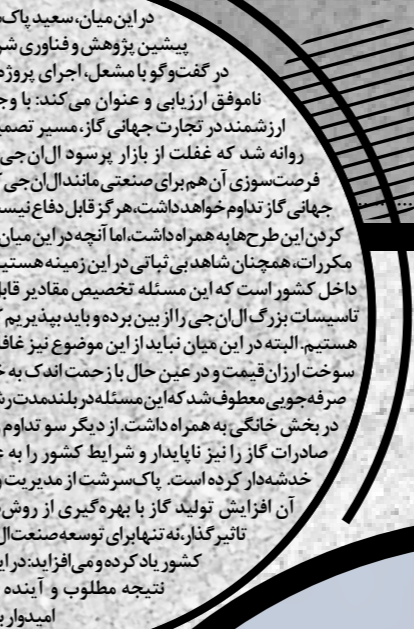 در این میان، سعید پاک
پیشین پژوهش و فناوری شر
در گفت‌وگو با مشعل، اجرای پروژه
ناموفق ارزیابی و عنوان می‌کند: با وج
ارزشمند در تجارت جهانی گاز، مسیر تصمی
روانه شد که غفلت از بازار پرسود ال‌ان‌جی
فرصت‌سوزی آن هم برای صنعتی مانند ال‌ان‌جی
جهانی گاز تداوم خواهد داشت، هرگز قابل دفاع نیس
کردن این طرح‌ها به همراه داشت، اما آنچه در این میان
مکررات، همچنان شاهد بی‌ثباتی در این زمینه هستی
داخل کشور است که این مسئله تخصیص مقادیر قاب
تاسیسات بزرگ ال‌ان‌جی را از بین برده و باید بپذیریم
هستیم. البته در این میان نباید از این موضوع نیز غاف
سوخت ارزان‌قیمت و در عین حال با زحمت اندک به خ
صرفه‌جویی معطوف شد که این مسئله در بلندمدت رش
در بخش خانگی به همراه داشت. از دیگر سو تداوم
صادرات گاز را نیز ناپایدار و شرایط کشور را به ع
خدشه‌دار کرده است. پاک‌سرشت از مدیریت
آن افزایش تولید گاز با بهره‌گیری از روش
تاثیرگذار، نه تنها برای توسعه صنعت ال
کشور یاد کرده و می‌افزاید: در ای
نتیجه مطلوب و آینده
امیدوار ب